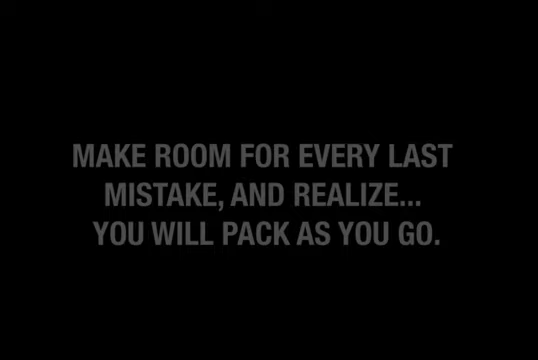 MAKE ROOM FOR EVERY LAST
MISTAKE, AND REALIZE...
YOU WILL PACK AS YOU GO.